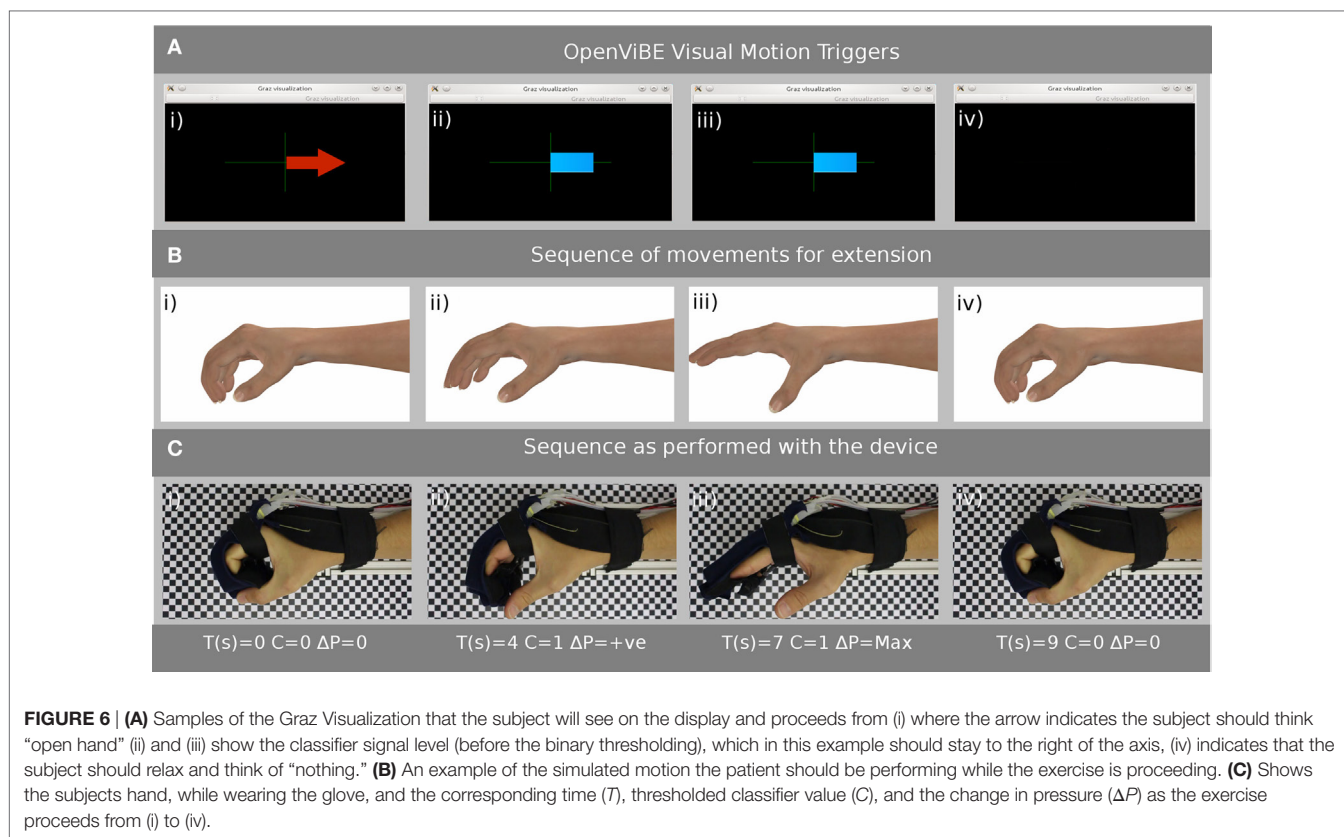 A
OpenViBE Visual Motion Triggers
Graz visualization
Graz visualization
Graz visualization
Graz visualization
Graz visualization
Graz visualization
Graz visualization
Graz visualization
i)
ii)
iii)
iv)
B
Sequence of movements for extension
i)
ii)
iii)
iv)
C
Sequence as performed with the device
i)
ii)
iii)
iv)
T(s)=0 C=0 ΔP=0
T(s)=4 C=1 ΔP=+ve
T(s)=7 C=1 ΔP=Max
T(s)=9 C=0 ΔP=0
FIGURE 6 | (A) Samples of the Graz Visualization that the subject will see on the display and proceeds from (i) where the arrow indicates the subject should think
“open hand” (ii) and (iii) show the classifier signal level (before the binary thresholding), which in this example should stay to the right of the axis, (iv) indicates that the
subject should relax and think of “nothing.” (B) An example of the simulated motion the patient should be performing while the exercise is proceeding. (C) Shows
the subjects hand, while wearing the glove, and the corresponding time (T), thresholded classifier value (C), and the change in pressure (ΔP) as the exercise
proceeds from (i) to (iv).